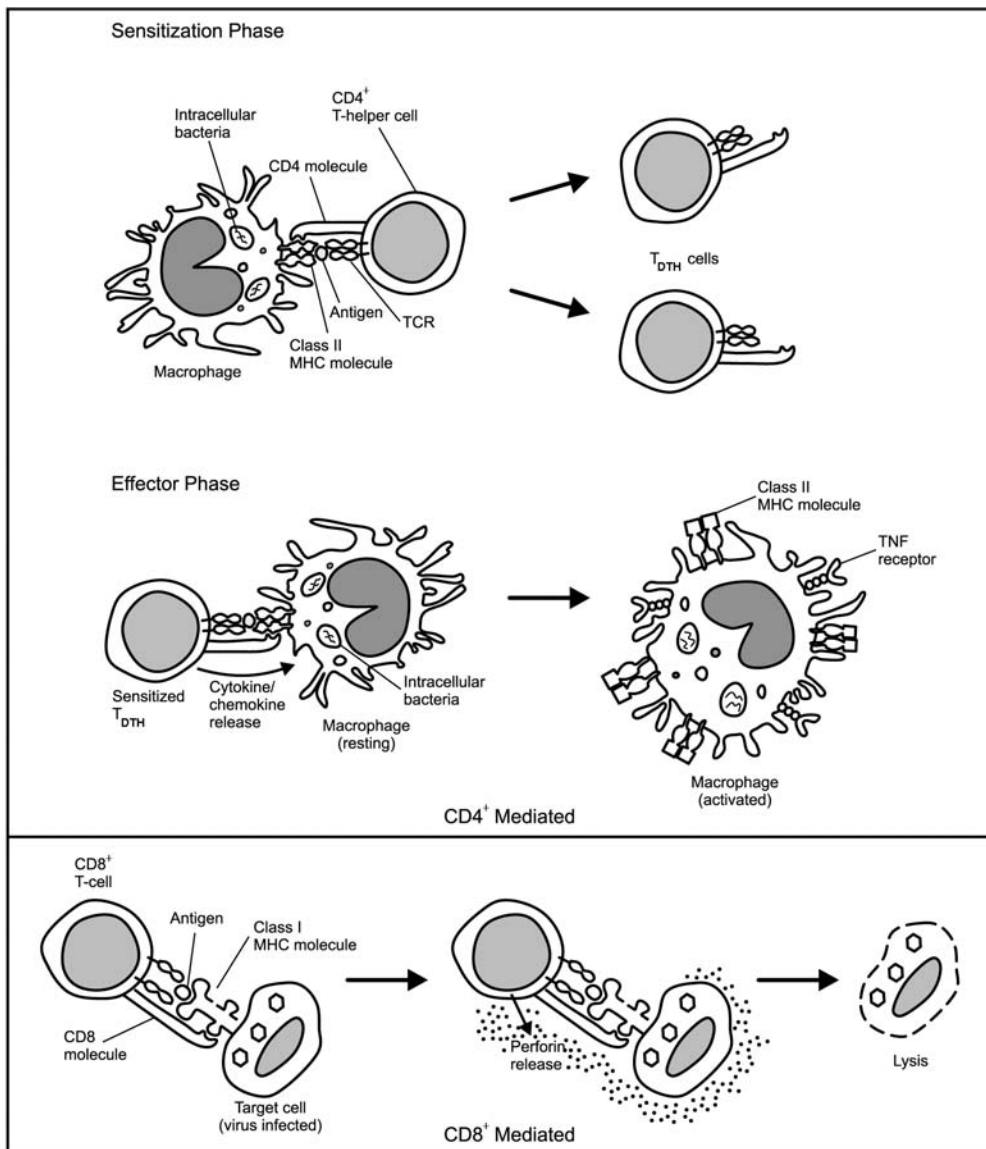 Sensitization Phase
CD4⁺
T-helper cell
Intracellular
bacteria
CD4 molecule
Antigen
TCR
Class II
MHC molecule
Macrophage
T_DTH cells
Effector Phase
Class II
MHC molecule
TNF
receptor
Sensitized
T_DTH
Cytokine/
chemokine
release
Intracellular
bacteria
Macrophage
(resting)
Macrophage
(activated)
CD4⁺ Mediated
CD8⁺
T-cell
Antigen
Class I
MHC molecule
CD8
molecule
Target cell
(virus infected)
Perforin
release
Lysis
CD8⁺ Mediated